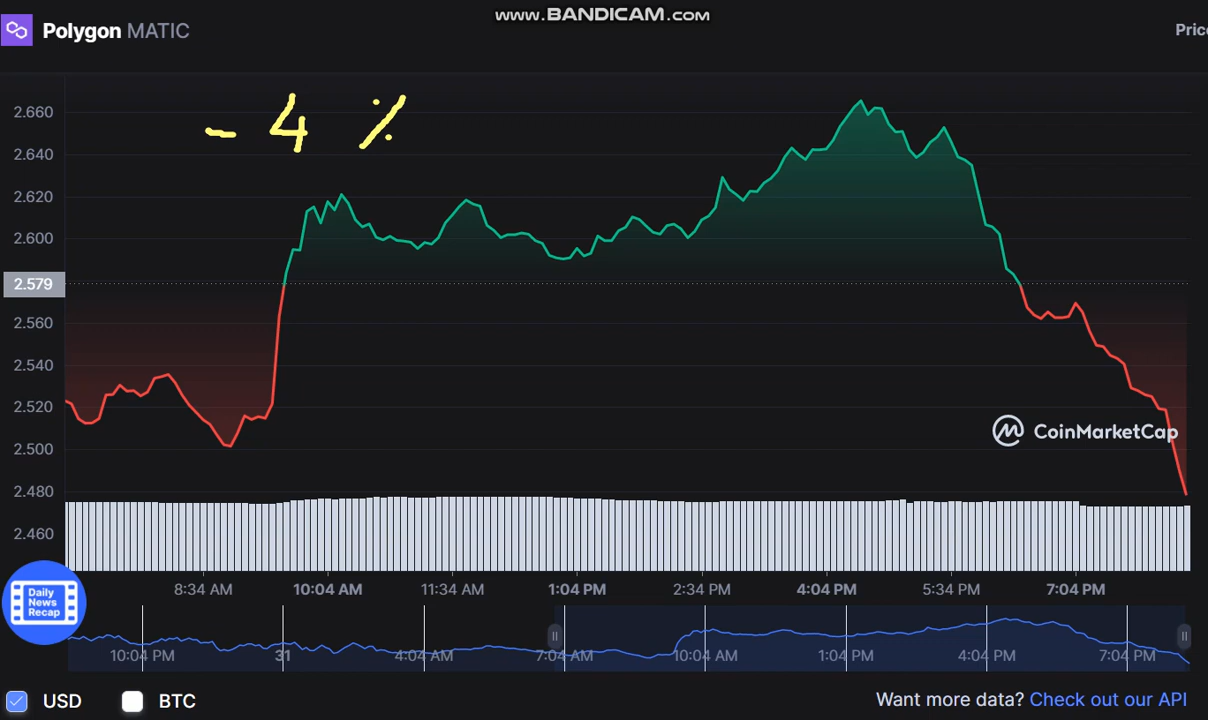 www.BANDICAM.com
Polygon MATIC
Pric
- 4 %
2.660
2.640
2.620
2.600
2.579
2.560
2.540
2.520
2.500
2.480
2.460
CoinMarketCap
8:34 AM 10:04 AM 11:34 AM 1:04 PM 2:34 PM 4:04 PM 5:34 PM 7:04 PM
Daily
News
Recap
10:04 PM 31 4:04 AM 7:04 AM 10:04 AM 1:04 PM 4:04 PM 7:04 PM
USD BTC
Want more data? Check out our API